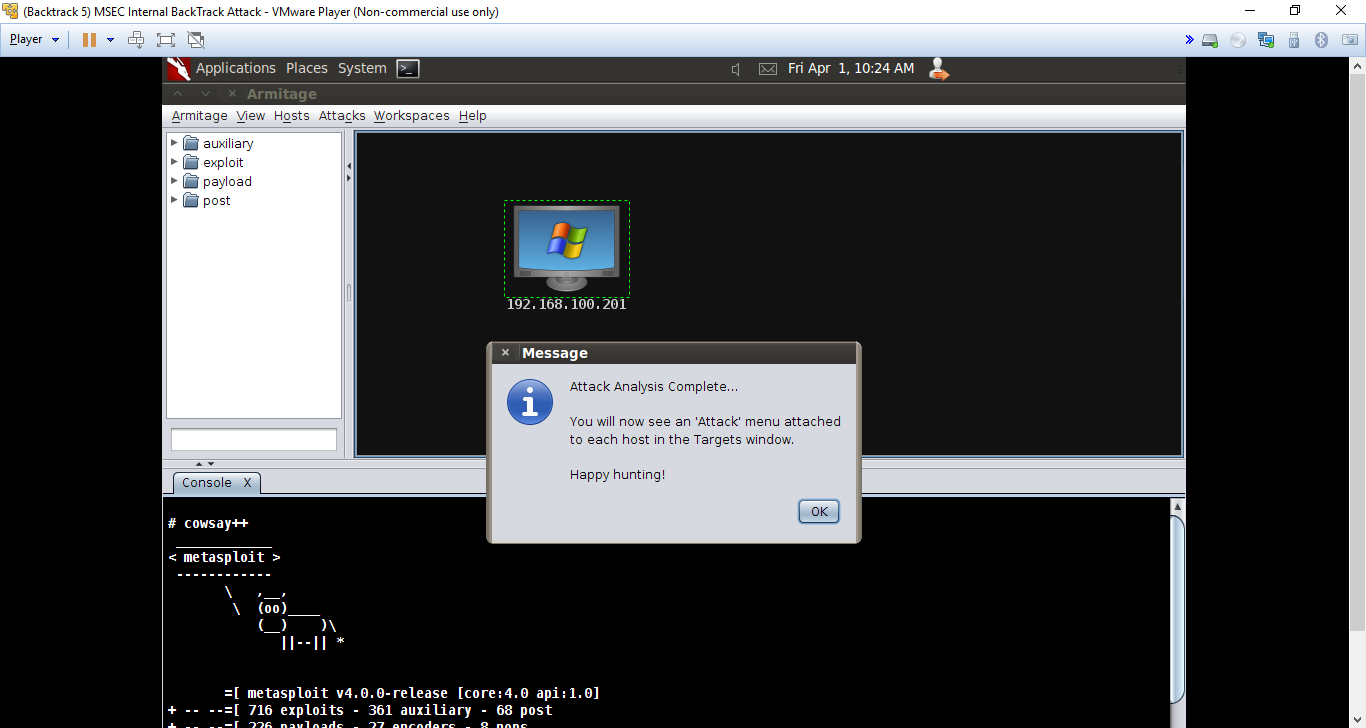 (Backtrack 5) MSEC Internal BackTrack Attack - VMware Player (Non-commercial use only)
Player
Applications Places System Fri Apr 1, 10:24 AM
Armitage
Armitage View Hosts Attacks Workspaces Help
auxiliary
exploit
payload
post
192.168.100.201
Message
Attack Analysis Complete...
You will now see an 'Attack' menu attached
to each host in the Targets window.
Happy hunting!
OK
Console X
# cowsay++
 ____________
< metasploit >
 ------------
       \   ,__,
        \  (oo)____
           (__)    )\
              ||--|| *
=[ metasploit v4.0.0-release [core:4.0 api:1.0]
+ -- --=[ 716 exploits - 361 auxiliary - 68 post
+ -- --=[ 226 payloads - 27 encoders - 8 nops